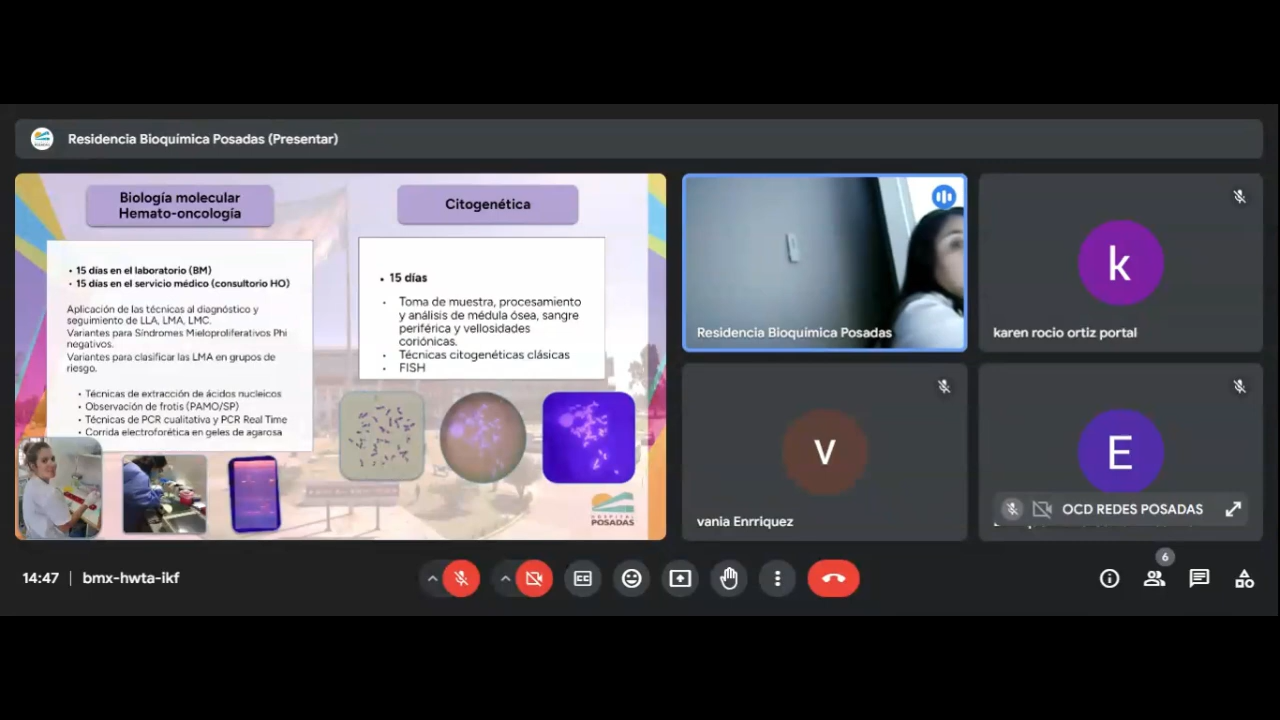 Residencia Bioquímica Posadas (Presentar)
Biología molecular
Hemato-oncología
• 15 días en el laboratorio (BM)
• 15 días en el servicio médico (consultorio HO)
Aplicación de las técnicas al diagnóstico y
seguimiento de LLA, LMA, LMC.
Variantes para Síndromes Mieloproliferativos Phi
negativos.
Variantes para clasificar las LMA en grupos de
riesgo.
• Técnicas de extracción de ácidos nucleicos
• Observación de frotis (PAMO/SP)
• Técnicas de PCR cualitativa y PCR Real Time
• Corrida electroforética en geles de agarosa
Citogenética
• 15 días
• Toma de muestra, procesamiento
y análisis de médula ósea, sangre
periférica y vellosidades
coriónicas.
• Técnicas citogenéticas clásicas
• FISH
HOSPITAL
POSADAS
Residencia Bioquímica Posadas
k
karen rocio ortiz portal
v
vania Enrriquez
E
OCD REDES POSADAS
14:47 | bmx-hwta-ikf
6